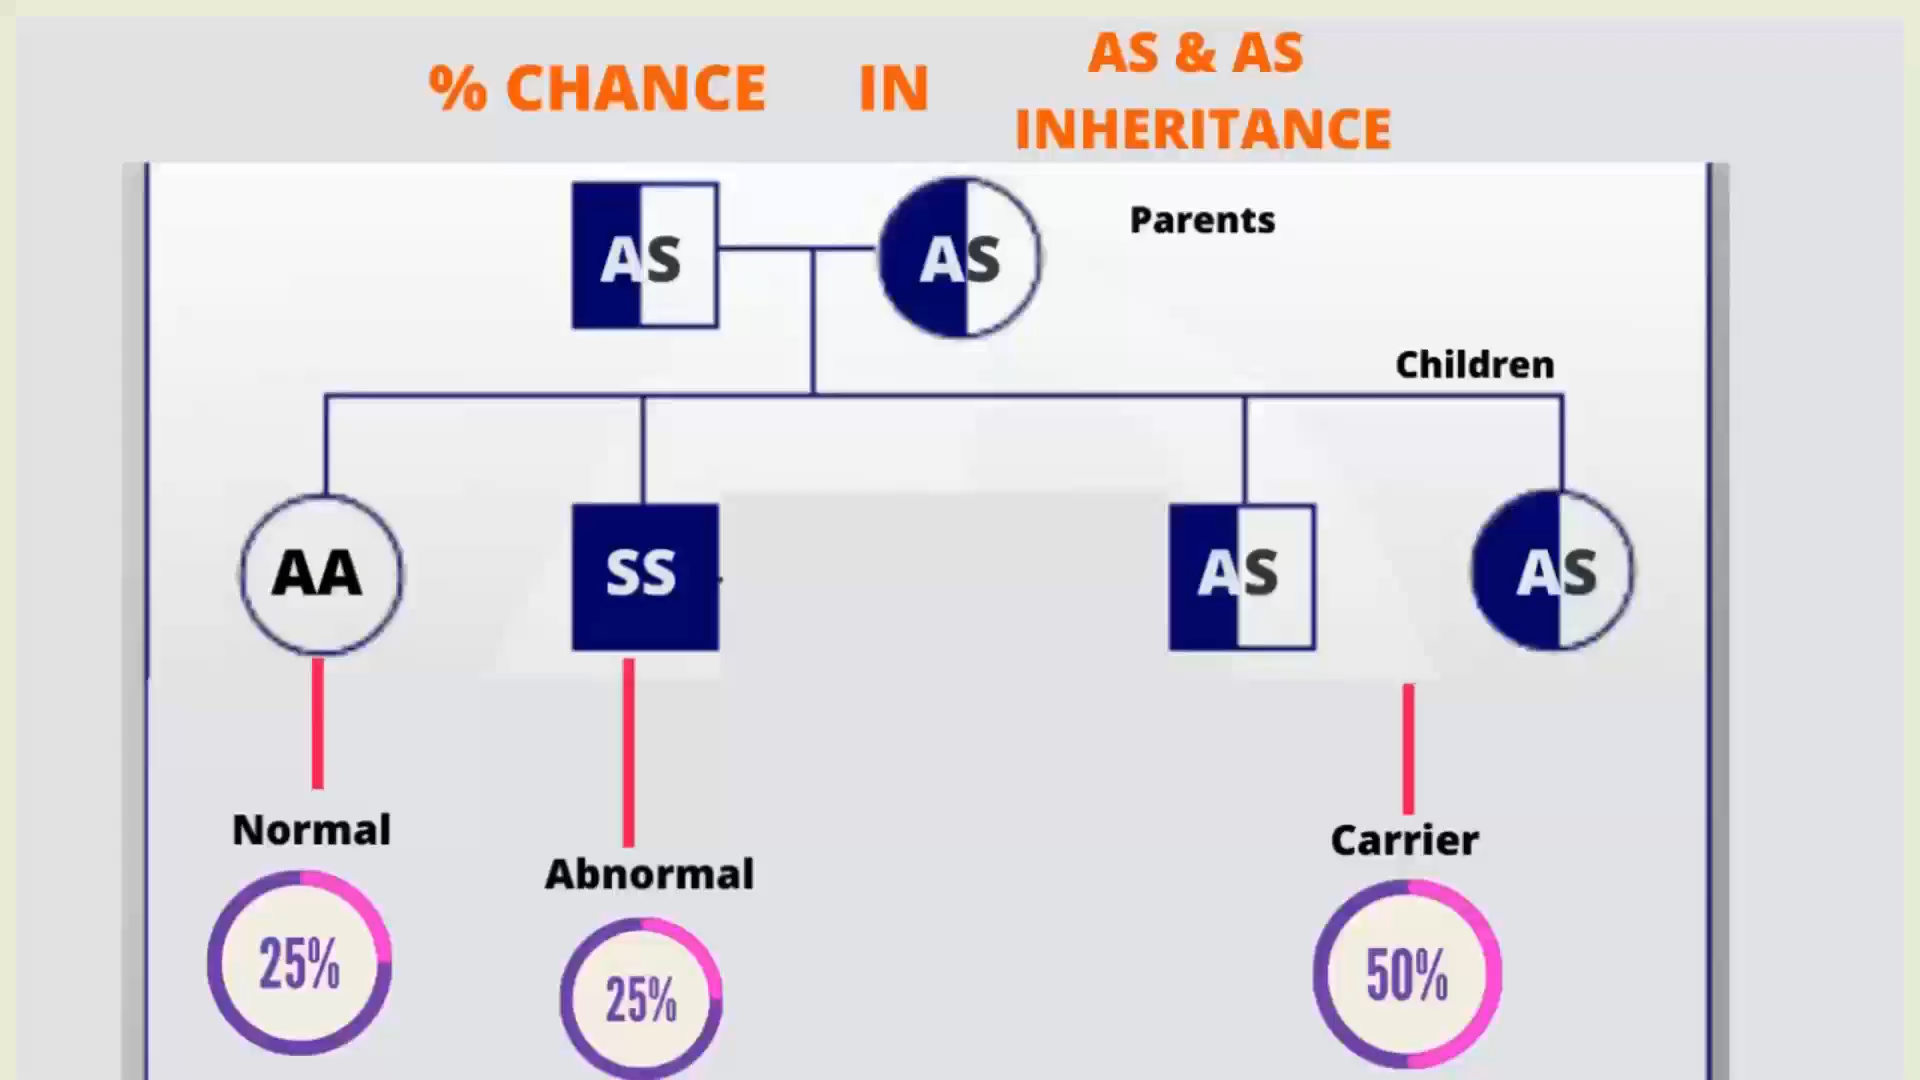 % CHANCE IN AS & AS
INHERITANCE
AS AS Parents
Children
AA SS AS AS
Normal
Abnormal
Carrier
25%
25%
50%